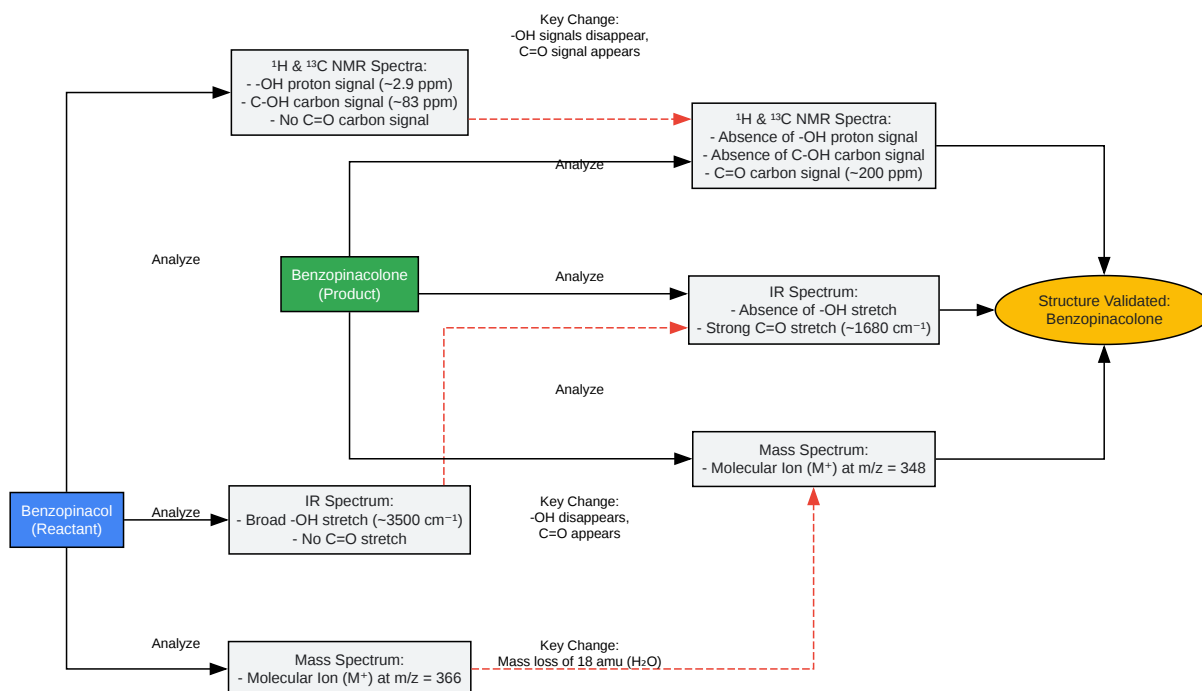 Key Change:
-OH signals disappear,
C=O signal appears
¹H & ¹³C NMR Spectra:
- -OH proton signal (~2.9 ppm)
- C-OH carbon signal (~83 ppm)
- No C=O carbon signal
¹H & ¹³C NMR Spectra:
- Absence of -OH proton signal
- Absence of C-OH carbon signal
- C=O carbon signal (~200 ppm)
Analyze
Analyze
Benzopinacolone
(Product)
Analyze
IR Spectrum:
- Absence of -OH stretch
- Strong C=O stretch (~1680 cm⁻¹)
Structure Validated:
Benzopinacolone
Analyze
Mass Spectrum:
- Molecular Ion (M⁺) at m/z = 348
Benzopinacol
(Reactant)
Analyze
IR Spectrum:
- Broad -OH stretch (~3500 cm⁻¹)
- No C=O stretch
Key Change:
-OH disappears,
C=O appears
Analyze
Mass Spectrum:
- Molecular Ion (M⁺) at m/z = 366
Key Change:
Mass loss of 18 amu (H₂O)